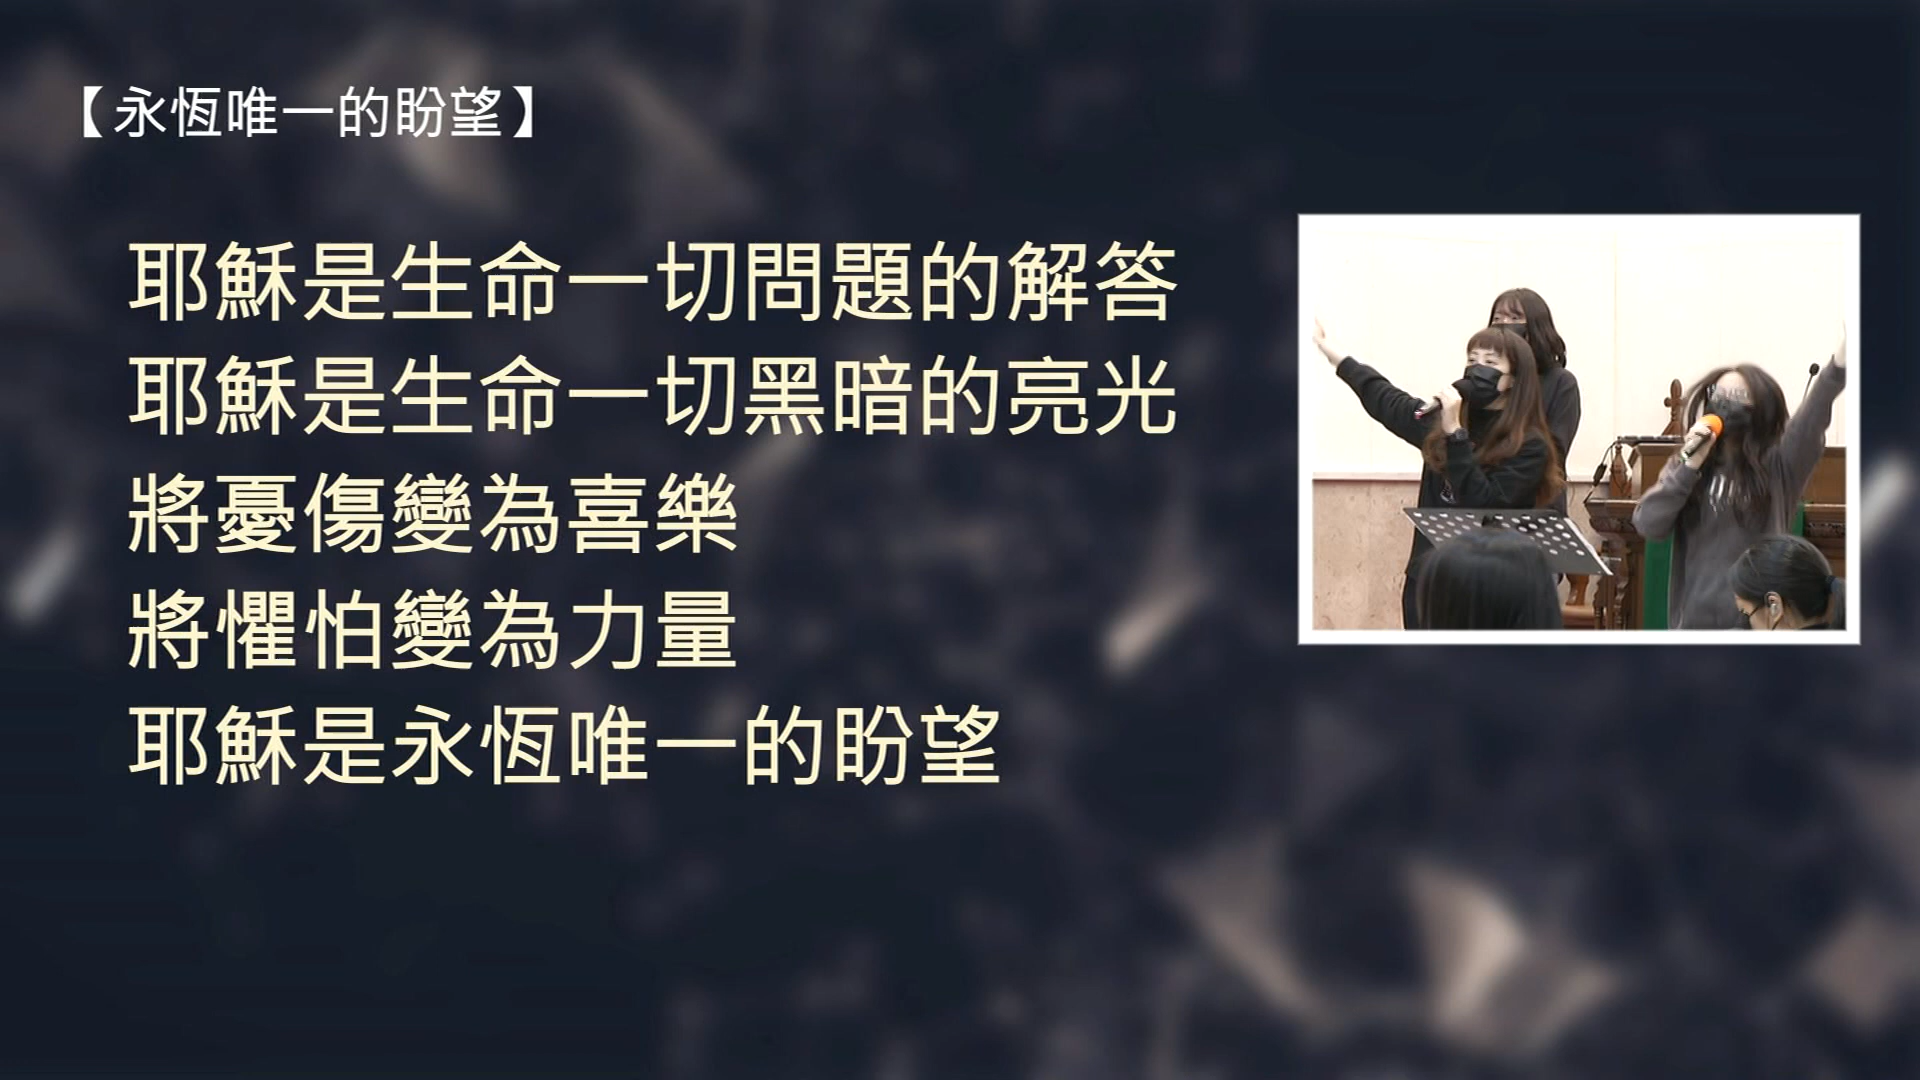 【永恆唯一的盼望】
耶穌是生命一切問題的解答
耶穌是生命一切黑暗的亮光
將憂傷變為喜樂
將懼怕變為力量
耶穌是永恆唯一的盼望